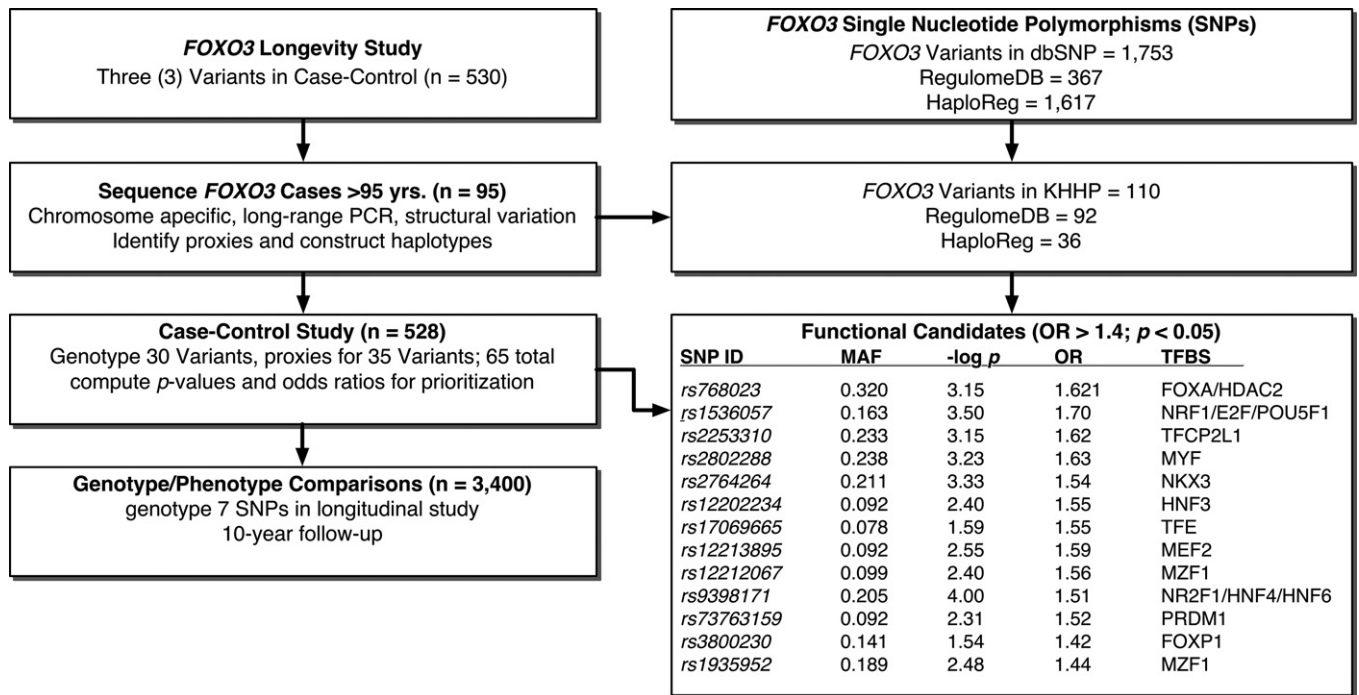 FOXO3 Longevity Study
Three (3) Variants in Case-Control (n = 530)
Sequence FOXO3 Cases >95 yrs. (n = 95)
Chromosome apecific, long-range PCR, structural variation
Identify proxies and construct haplotypes
Case-Control Study (n = 528)
Genotype 30 Variants, proxies for 35 Variants; 65 total
compute p-values and odds ratios for prioritization
Genotype/Phenotype Comparisons (n = 3,400)
genotype 7 SNPs in longitudinal study
10-year follow-up
FOXO3 Single Nucleotide Polymorphisms (SNPs)
FOXO3 Variants in dbSNP = 1,753
RegulomeDB = 367
HaploReg = 1,617
FOXO3 Variants in KHHP = 110
RegulomeDB = 92
HaploReg = 36
Functional Candidates (OR > 1.4; p < 0.05)
SNP ID MAF -log p OR TFBS
rs768023 0.320 3.15 1.621 FOXA/HDAC2
rs1536057 0.163 3.50 1.70 NRF1/E2F/POU5F1
rs2253310 0.233 3.15 1.62 TFCP2L1
rs2802288 0.238 3.23 1.63 MYF
rs2764264 0.211 3.33 1.54 NKX3
rs12202234 0.092 2.40 1.55 HNF3
rs17069665 0.078 1.59 1.55 TFE
rs12213895 0.092 2.55 1.59 MEF2
rs12212067 0.099 2.40 1.56 MZF1
rs9398171 0.205 4.00 1.51 NR2F1/HNF4/HNF6
rs73763159 0.092 2.31 1.52 PRDM1
rs3800230 0.141 1.54 1.42 FOXP1
rs1935952 0.189 2.48 1.44 MZF1